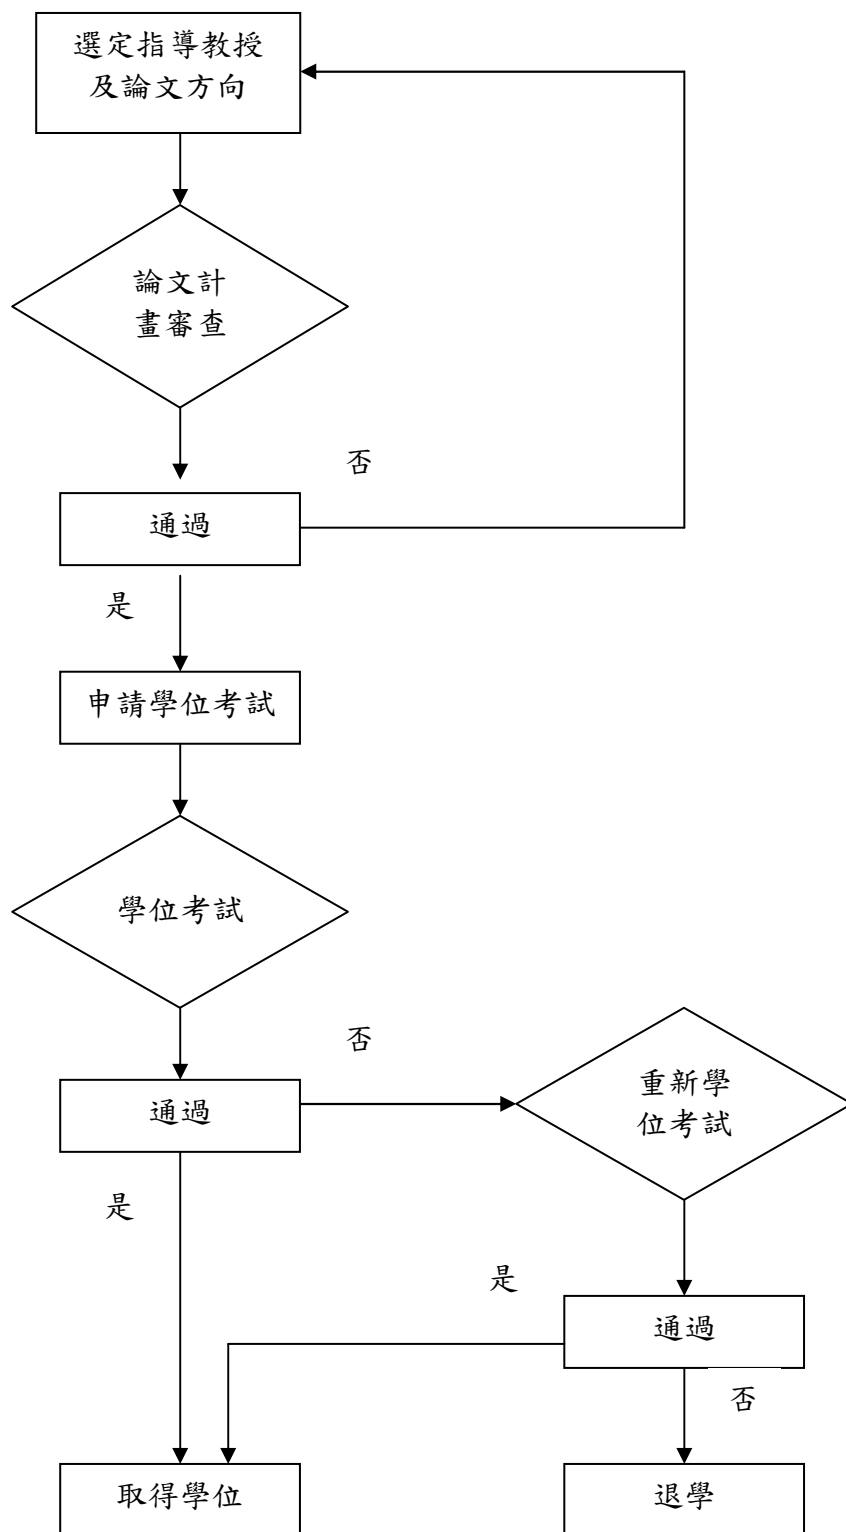 選定指導教授
及論文方向
論文計
畫審查
否
通過
是
申請學位考試
學位考試
否
通過
重新學
位考試
是
是
通過
否
取得學位
退學